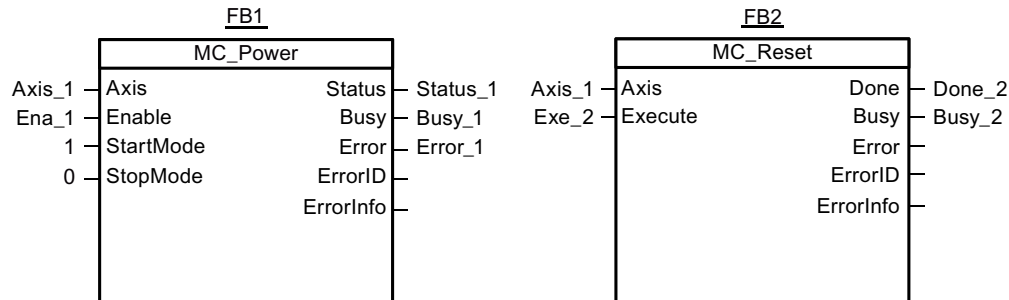 FB1
MC_Power
Axis_1 Axis Status Status_1
Ena_1 Enable Busy Busy_1
1 StartMode Error Error_1
0 StopMode ErrorID
ErrorInfo
FB2
MC_Reset
Axis_1 Axis Done Done_2
Exe_2 Execute Busy Busy_2
Error
ErrorID
ErrorInfo